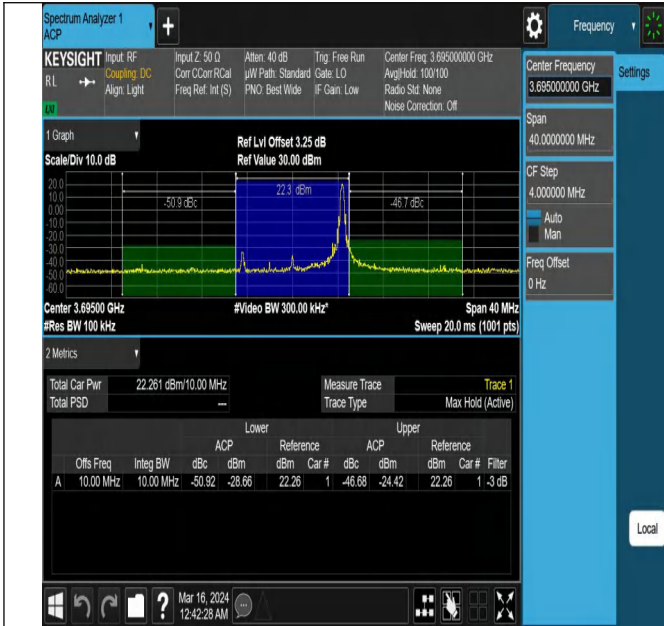 Spectrum Analyzer 1
ACP
Frequency
KEYSIGHT
RL
LXI
Input: RF
Coupling: DC
Align: Light
Input Z: 50 Ω
Corr CCorr RCal
Freq Ref: Int (S)
Atten: 40 dB
µW Path: Standard
PNO: Best Wide
Trig: Free Run
Gate: LO
IF Gain: Low
Center Freq: 3.695000000 GHz
Avg|Hold: 100/100
Radio Std: None
Noise Correction: Off
Center Frequency
3.695000000 GHz
Settings
Span
40.0000000 MHz
CF Step
4.000000 MHz
Auto
Man
Freq Offset
0 Hz
Local
1 Graph
Scale/Div 10.0 dB
Ref Lvl Offset 3.25 dB
Ref Value 30.00 dBm
20.0
10.0
0.00
-10.0
-20.0
-30.0
-40.0
-50.0
-60.0
-50.9 dBc
22.3 dBm
-46.7 dBc
Center 3.69500 GHz
#Res BW 100 kHz
#Video BW 300.00 kHz*
Span 40 MHz
Sweep 20.0 ms (1001 pts)
2 Metrics
Total Car Pwr 22.261 dBm/10.00 MHz
Total PSD ---
Measure Trace Trace 1
Trace Type Max Hold (Active)
Lower Upper
ACP Reference ACP Reference
Offs Freq Integ BW dBc dBm dBm Car # dBc dBm dBm Car # Filter
A 10.00 MHz 10.00 MHz -50.92 -28.66 22.26 1 -46.68 -24.42 22.26 1 -3 dB
?
Mar 16, 2024
12:42:28 AM